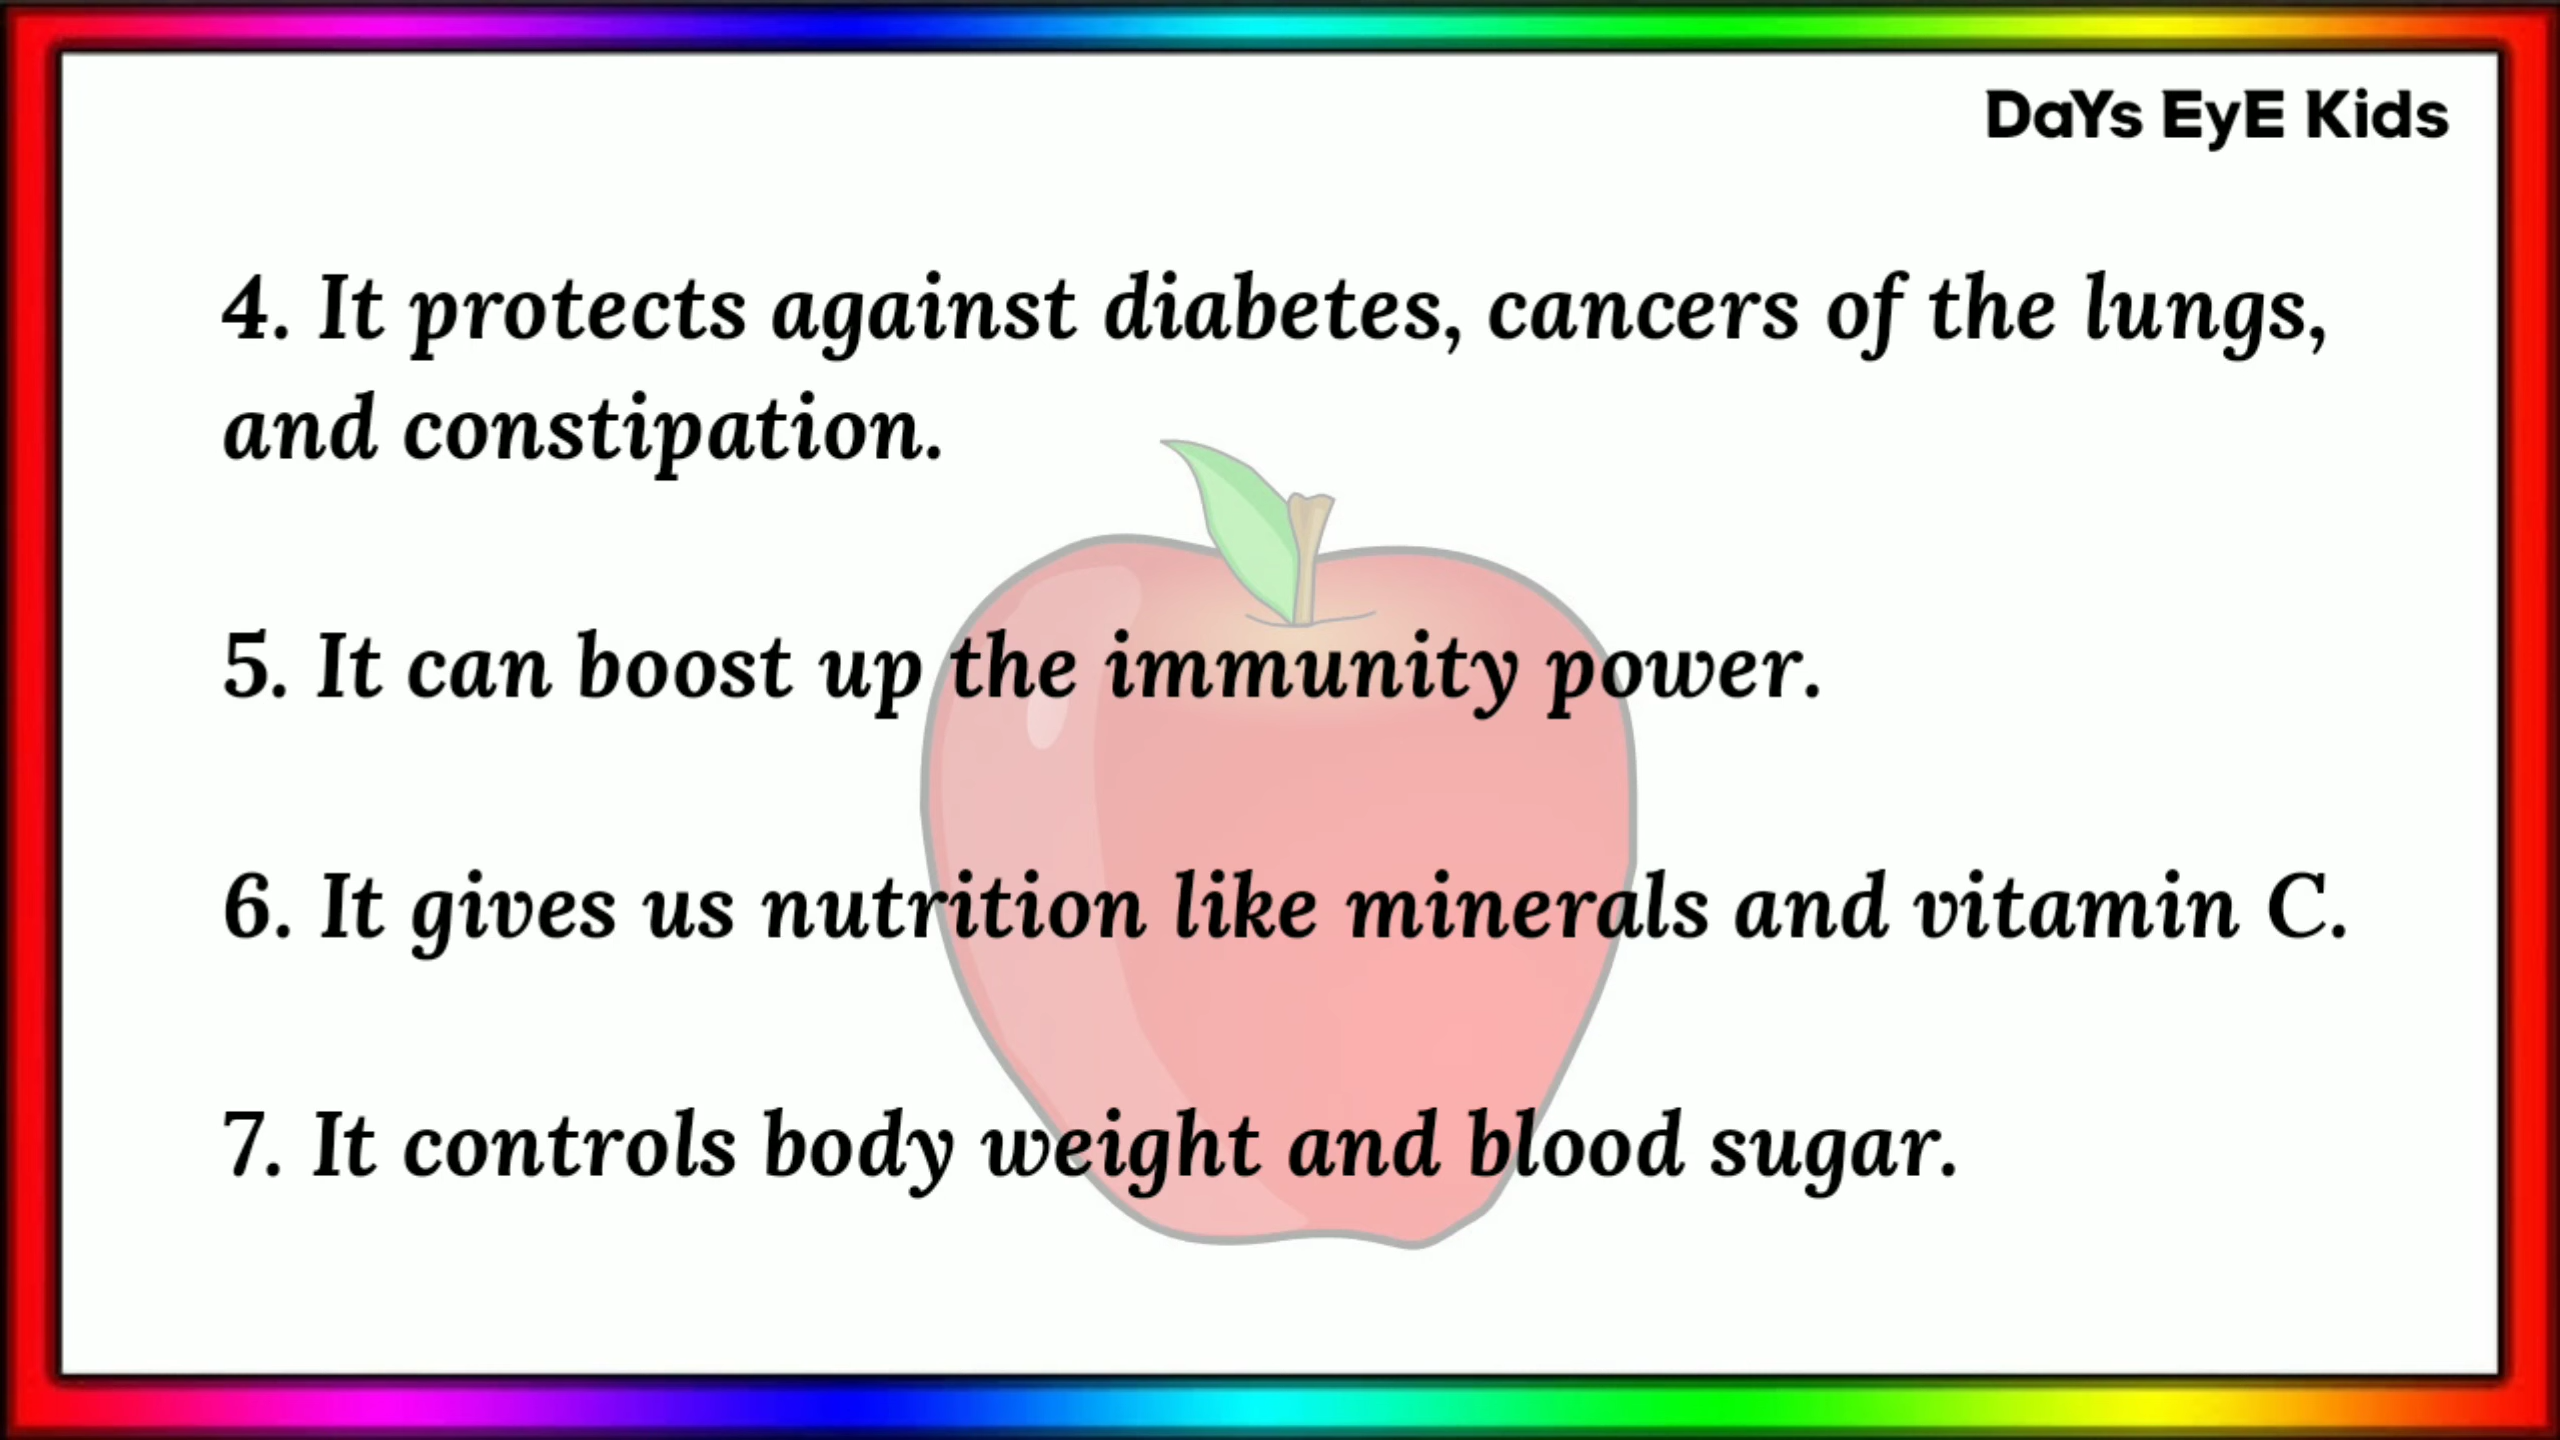 DaYs EyE Kids
4. It protects against diabetes, cancers of the lungs,
and constipation.
5. It can boost up the immunity power.
6. It gives us nutrition like minerals and vitamin C.
7. It controls body weight and blood sugar.